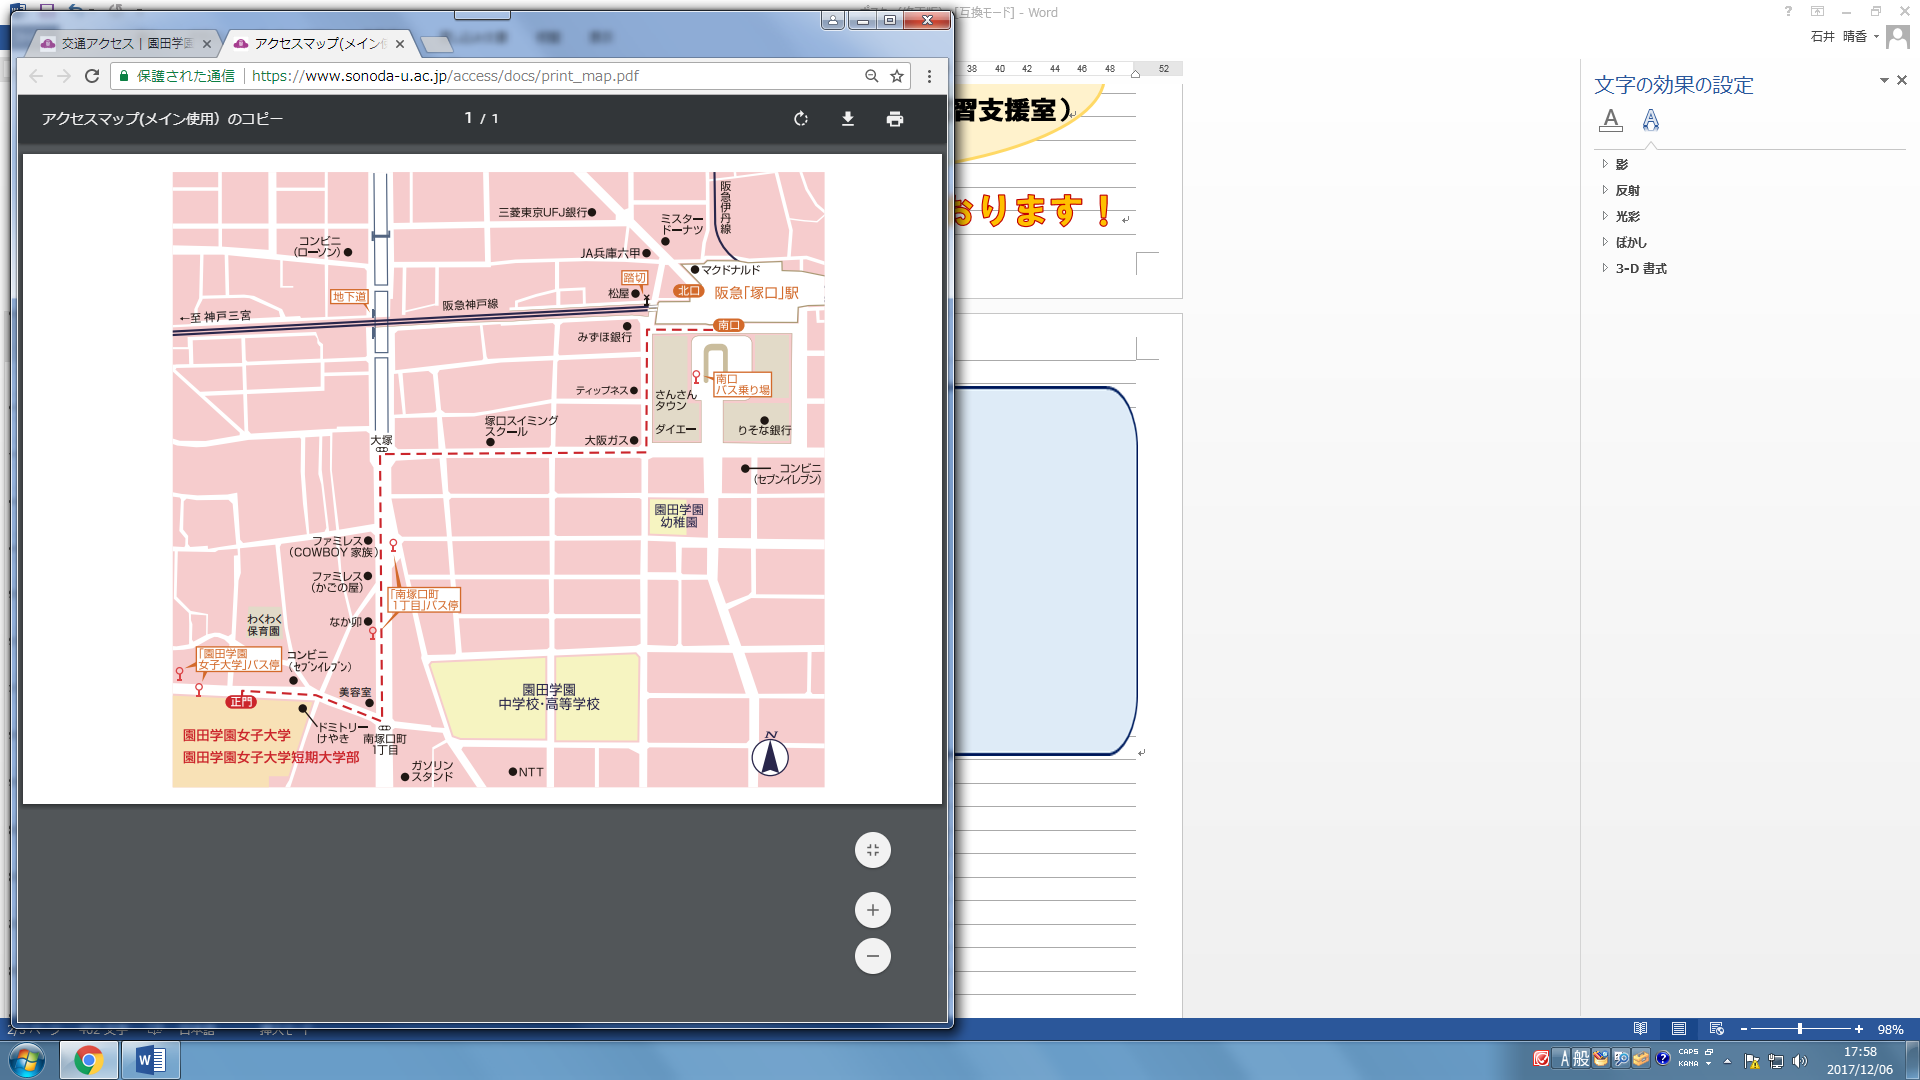 [互換モード] - Word
石井 晴香
交通アクセス | 園田学園
アクセスマップ(メイン使
保護された通信
https://www.sonoda-u.ac.jp/access/docs/print_map.pdf
アクセスマップ(メイン使用）のコピー
1 / 1
38 40 42 44 46 48 52
習支援室）
おります！
文字の効果の設定
影
反射
光彩
ぼかし
3-D 書式
阪急伊丹線
三菱東京UFJ銀行
ミスター
ドーナツ
コンビニ
（ローソン）
JA兵庫六甲
マクドナルド
踏切
松屋
北口
阪急「塚口」駅
地下道
阪急神戸線
←至 神戸三宮
南口
みずほ銀行
南口
バス乗り場
ティップネス
さんさん
タウン
塚口スイミング
スクール
ダイエー
りそな銀行
大塚
大阪ガス
コンビニ
（セブンイレブン）
園田学園
幼稚園
ファミレス
（COWBOY 家族）
ファミレス
（かごの屋）
「南塚口町
1丁目」バス停
わくわく
保育園
なか卯
「園田学園
女子大学」バス停
コンビニ
（セブンイレブン）
正門
美容室
園田学園
中学校・高等学校
ドミトリー
けやき
南塚口町
1丁目
園田学園女子大学
園田学園女子大学短期大学部
ガソリン
スタンド
NTT
N
98%
A 般
CAPS
KANA
17:58
2017/12/06